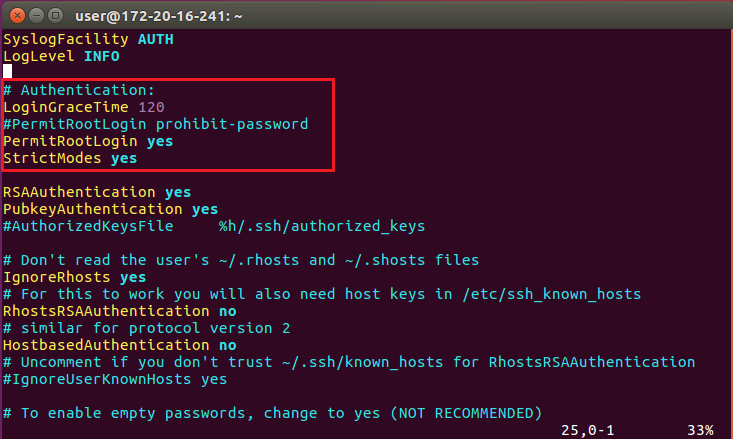 user@172-20-16-241: ~
SyslogFacility AUTH
LogLevel INFO
# Authentication:
LoginGraceTime 120
#PermitRootLogin prohibit-password
PermitRootLogin yes
StrictModes yes
RSAAuthentication yes
PubkeyAuthentication yes
#AuthorizedKeysFile     %h/.ssh/authorized_keys
# Don't read the user's ~/.rhosts and ~/.shosts files
IgnoreRhosts yes
# For this to work you will also need host keys in /etc/ssh_known_hosts
RhostsRSAAuthentication no
# similar for protocol version 2
HostbasedAuthentication no
# Uncomment if you don't trust ~/.ssh/known_hosts for RhostsRSAAuthentication
#IgnoreUserKnownHosts yes
# To enable empty passwords, change to yes (NOT RECOMMENDED)
25,0-1 33%